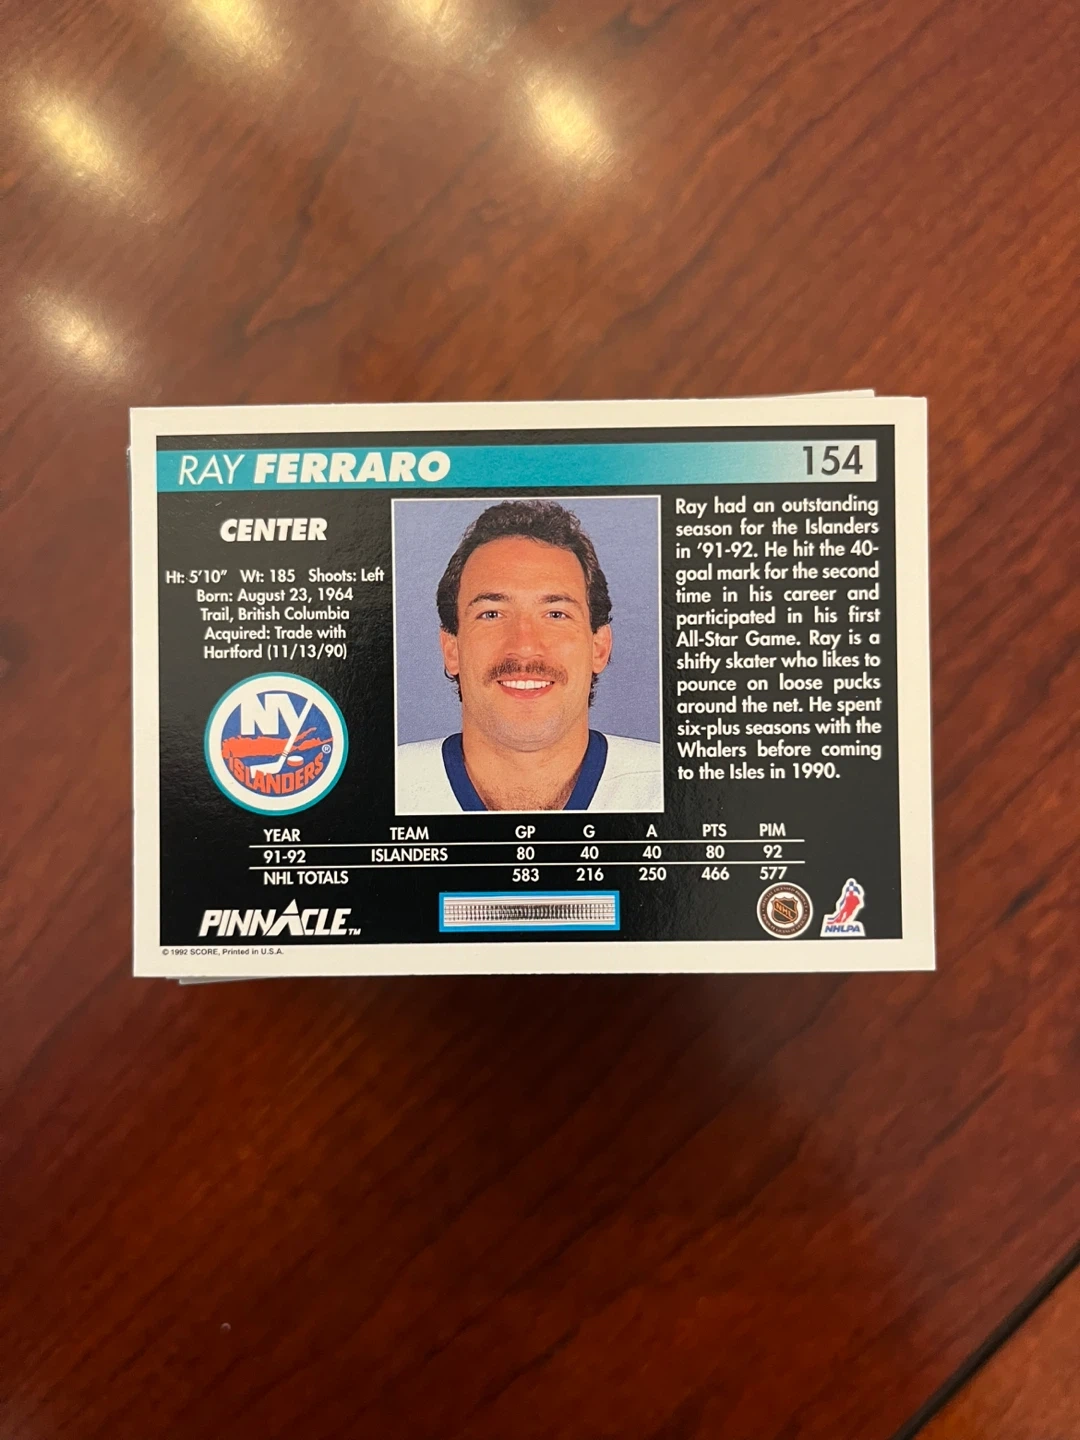 RAY FERRARO
154
CENTER
Ht: 5'10" Wt: 185 Shoots: Left
Born: August 23, 1964
Trail, British Columbia
Acquired: Trade with
Hartford (11/13/90)
NY
ISLANDERS®
Ray had an outstanding
season for the Islanders
in '91-92. He hit the 40-
goal mark for the second
time in his career and
participated in his first
All-Star Game. Ray is a
shifty skater who likes to
pounce on loose pucks
around the net. He spent
six-plus seasons with the
Whalers before coming
to the Isles in 1990.
YEAR TEAM GP G A PTS PIM
91-92 ISLANDERS 80 40 40 80 92
NHL TOTALS 583 216 250 466 577
PINNACLE™
NHL
NHLPA
© 1992 SCORE, Printed in U.S.A.